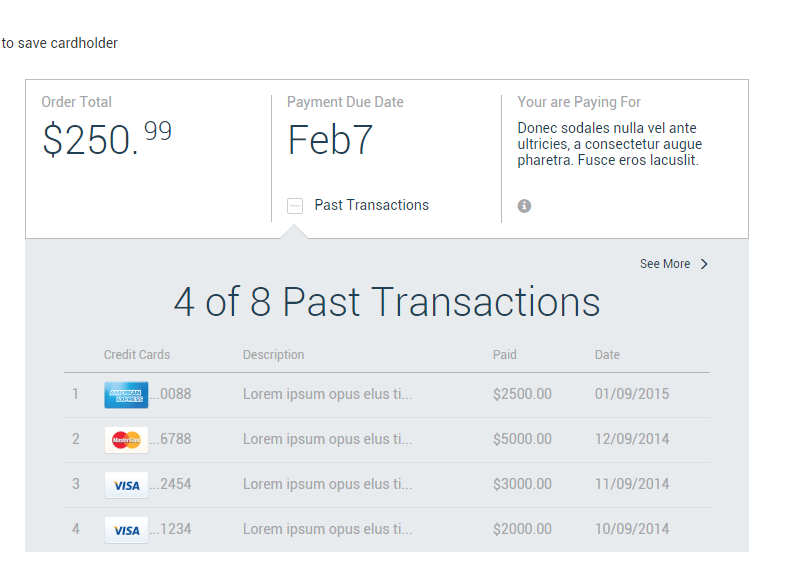 to save cardholder
Order Total
$250.99
Payment Due Date
Feb7
Past Transactions
Your are Paying For
Donec sodales nulla vel ante
ultricies, a consectetur augue
pharetra. Fusce eros lacuslit.
See More
4 of 8 Past Transactions
Credit Cards Description Paid Date
1 AMERICAN EXPRESS ...0088 Lorem ipsum opus elus ti... $2500.00 01/09/2015
2 MasterCard ...6788 Lorem ipsum opus elus ti... $5000.00 12/09/2014
3 VISA ...2454 Lorem ipsum opus elus ti... $3000.00 11/09/2014
4 VISA ...1234 Lorem ipsum opus elus ti... $2000.00 10/09/2014